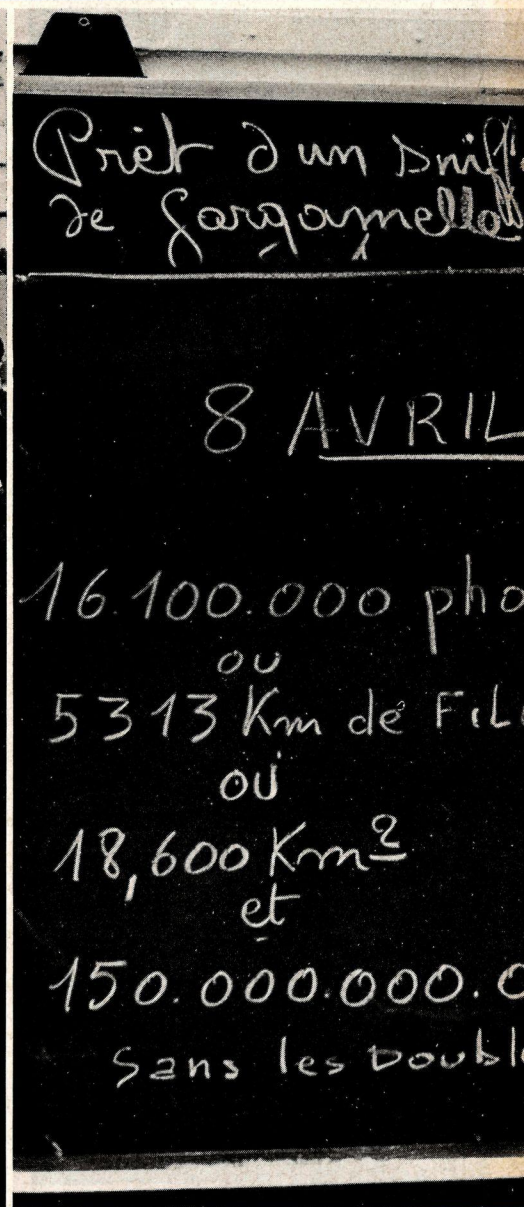 Prêt d'un sniff
de Gargamelle
8 AVRIL
16.100.000 pho
ou
5313 Km de FiL
ou
18,600 Km²
et
150.000.000.0
Sans les Double